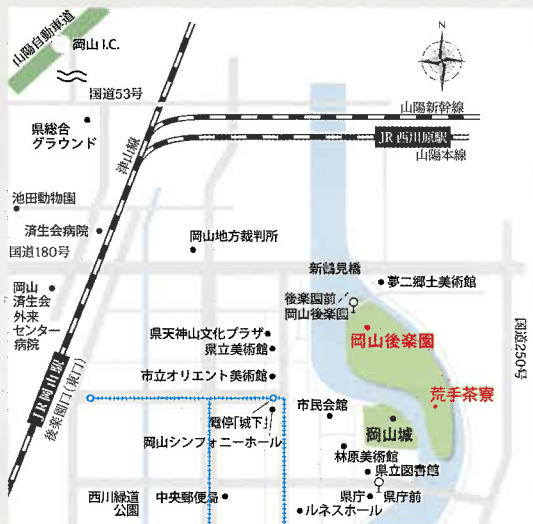 山陽自動車道
岡山 I.C.
N
国道53号
山陽新幹線
県総合
グラウンド
津山線
JR 西川原駅
山陽本線
池田動物園
済生会病院
国道180号
岡山地方裁判所
岡山
済生会
外来
センター
病院
新鶴見橋
夢二郷土美術館
後楽園前
岡山後楽園
国道250号
県天神山文化プラザ
県立美術館
岡山後楽園
JR 岡山駅
後楽園口(東口)
市立オリエント美術館
荒手茶寮
市民会館
電停「城下」
岡山シンフォニーホール
岡山城
林原美術館
県立図書館
西川緑道
公園
中央郵便局
県庁
県庁前
ルネスホール